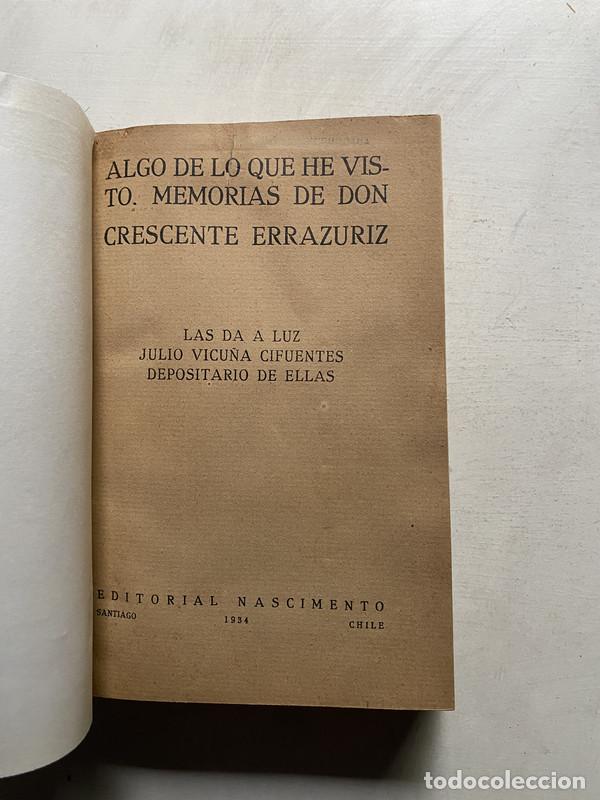 ALGO DE LO QUE HE VIS-
TO. MEMORIAS DE DON
CRESCENTE ERRAZURIZ
LAS DA A LUZ
JULIO VICUÑA CIFUENTES
DEPOSITARIO DE ELLAS
EDITORIAL NASCIMENTO
SANTIAGO 1934 CHILE
todocoleccion